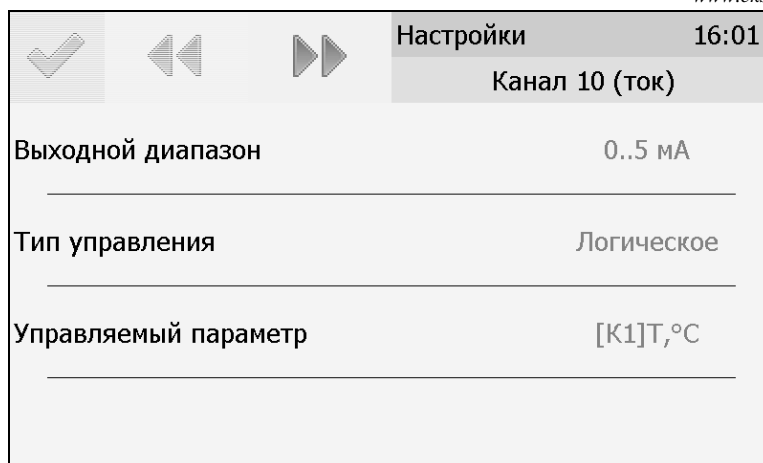 Настройки 16:01
Канал 10 (ток)
Выходной диапазон 0..5 мА
Тип управления Логическое
Управляемый параметр [К1]Т,°С